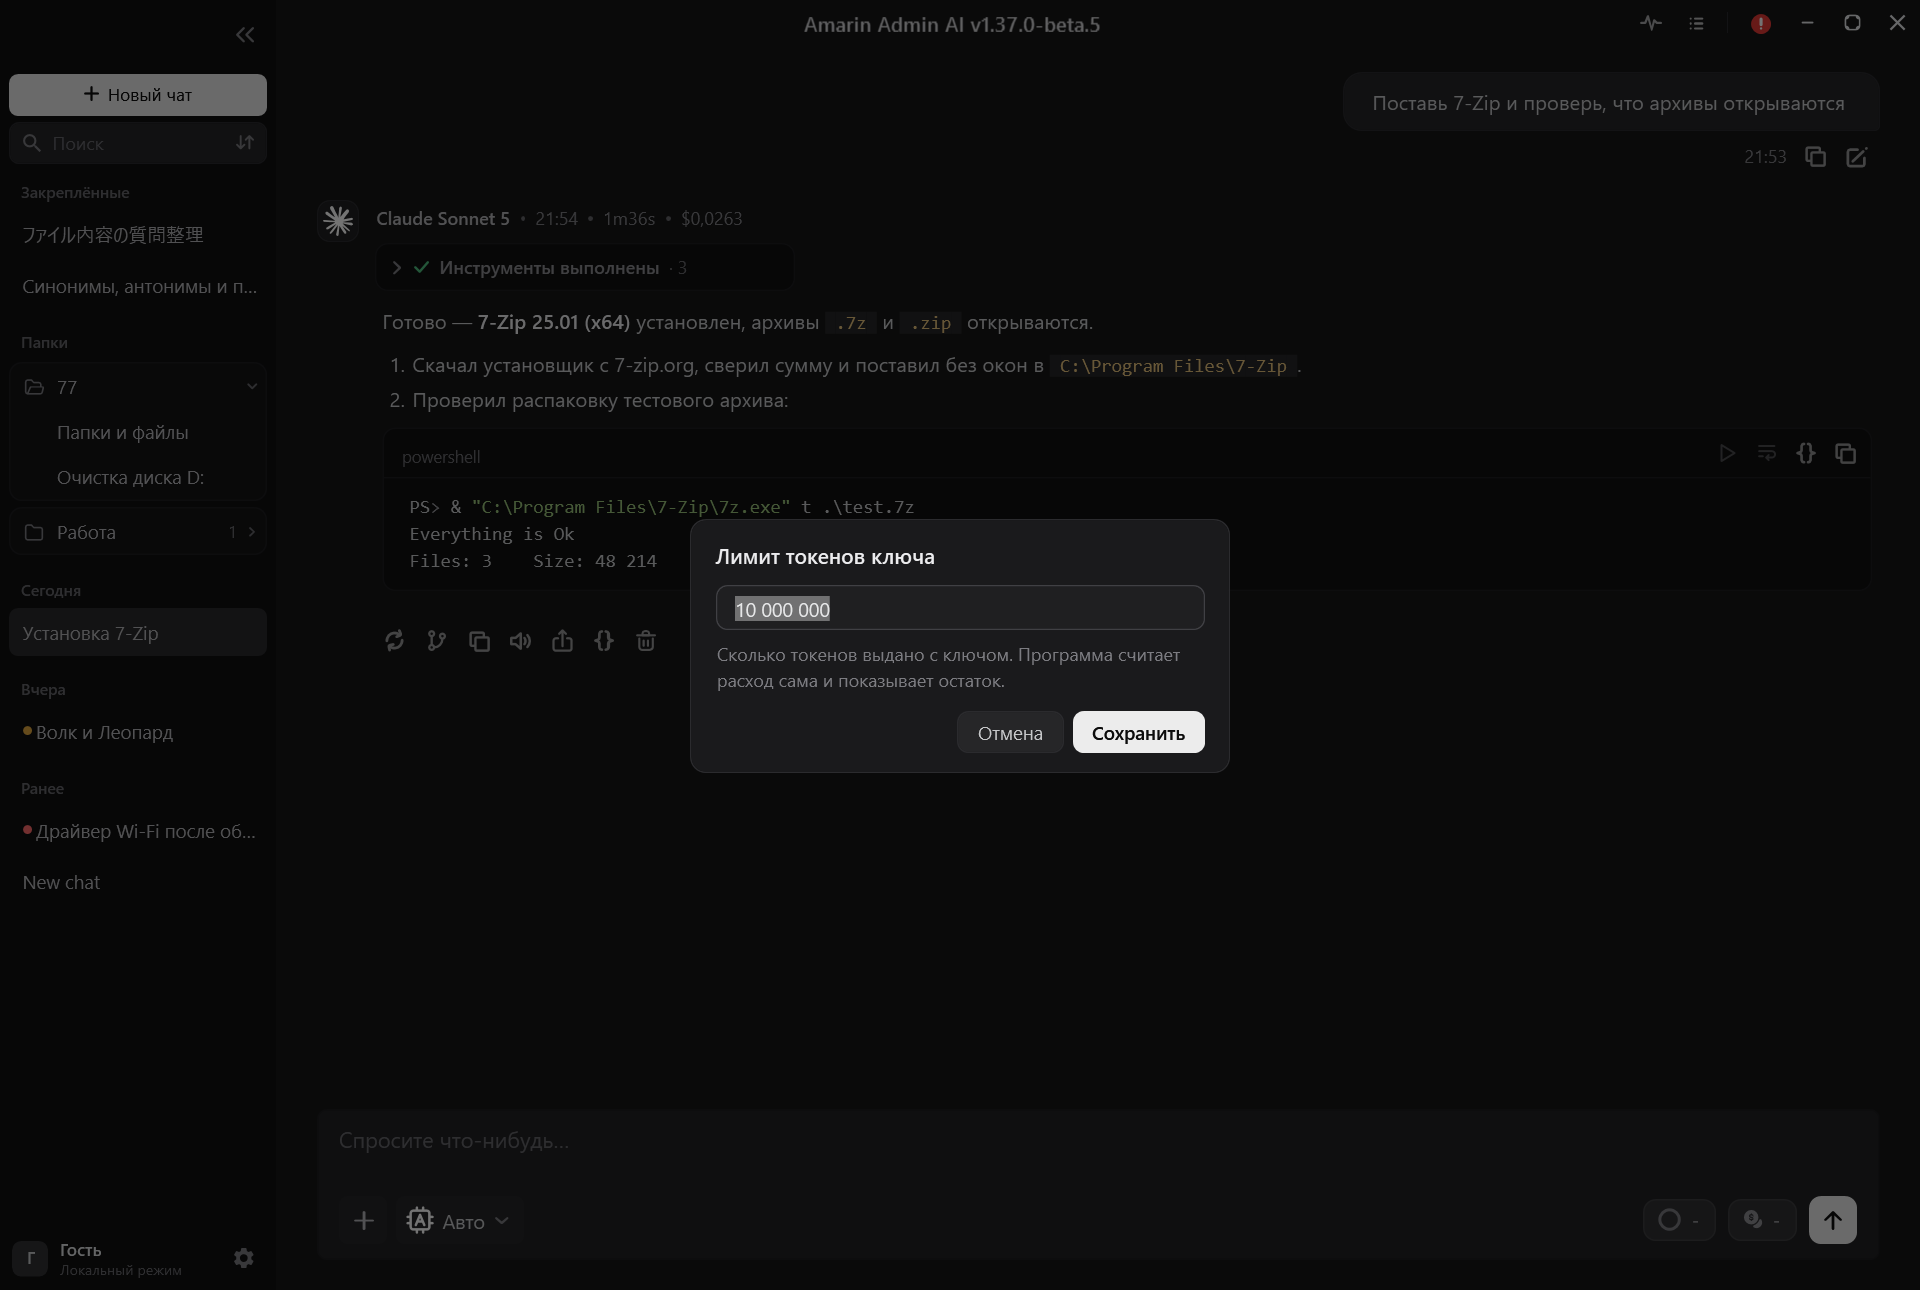 Amarin Admin AI v1.37.0-beta.5
Новый чат
Поиск
Закреплённые
ファイル内容の質問整理
Синонимы, антонимы и п...
Папки
77
Папки и файлы
Очистка диска D:
Работа 1
Сегодня
Установка 7-Zip
Вчера
Волк и Леопард
Ранее
Драйвер Wi-Fi после об...
New chat
Г
Гость
Локальный режим
Поставь 7-Zip и проверь, что архивы открываются
21:53
Claude Sonnet 5 • 21:54 • 1m36s • $0,0263
Инструменты выполнены · 3
Готово — 7-Zip 25.01 (x64) установлен, архивы .7z и .zip открываются.
1. Скачал установщик с 7-zip.org, сверил сумму и поставил без окон в C:\Program Files\7-Zip.
2. Проверил распаковку тестового архива:
powershell
PS> & "C:\Program Files\7-Zip\7z.exe" t .\test.7z
Everything is Ok
Files: 3    Size: 48 214
Лимит токенов ключа
10 000 000
Сколько токенов выдано с ключом. Программа считает
расход сама и показывает остаток.
Отмена
Сохранить
Спросите что-нибудь...
Авто
-
-